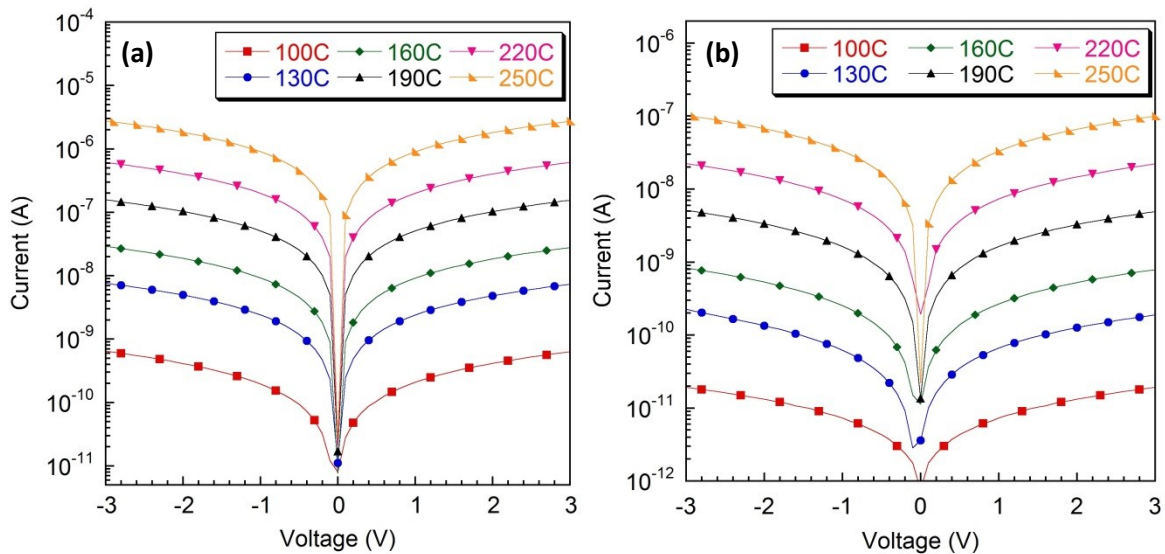 (a)
100C 160C 220C
130C 190C 250C
10⁻⁴
10⁻⁵
10⁻⁶
10⁻⁷
10⁻⁸
10⁻⁹
10⁻¹⁰
10⁻¹¹
Current (A)
-3 -2 -1 0 1 2 3
Voltage (V)
(b)
100C 160C 220C
130C 190C 250C
10⁻⁶
10⁻⁷
10⁻⁸
10⁻⁹
10⁻¹⁰
10⁻¹¹
10⁻¹²
Current (A)
-3 -2 -1 0 1 2 3
Voltage (V)